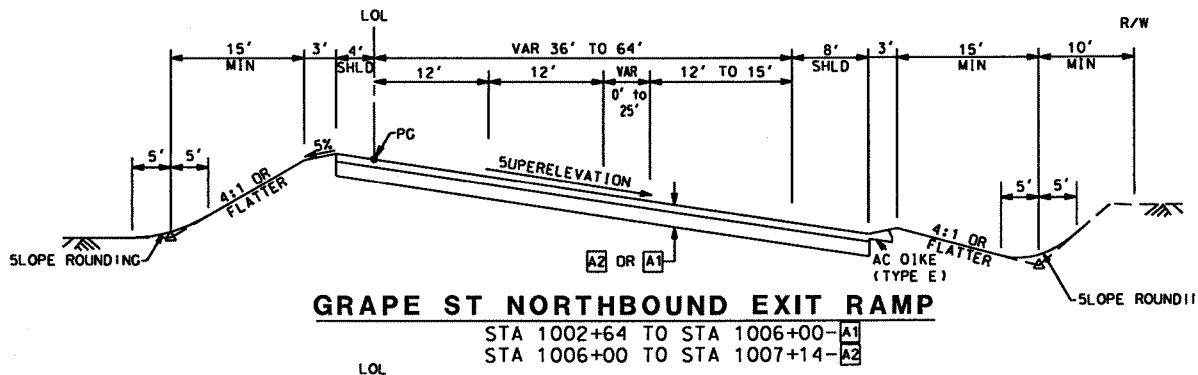 LOL
R/W
15' 3' 4' VAR 36' TO 64' 8' 3' 15' 10'
MIN SHLD SHLD MIN MIN
12' 12' VAR 12' TO 15'
0' to
25'
PG
5%
5' 5'
SUPERELEVATION
5' 5'
4:1 OR
FLATTER
4:1 OR
FLATTER
SLOPE ROUNDING
A2 OR A1
AC OIKE
(TYPE E)
SLOPE ROUNDI
GRAPE ST NORTHBOUND EXIT RAMP
STA 1002+64 TO STA 1006+00-A1
STA 1006+00 TO STA 1007+14-A2
LOL